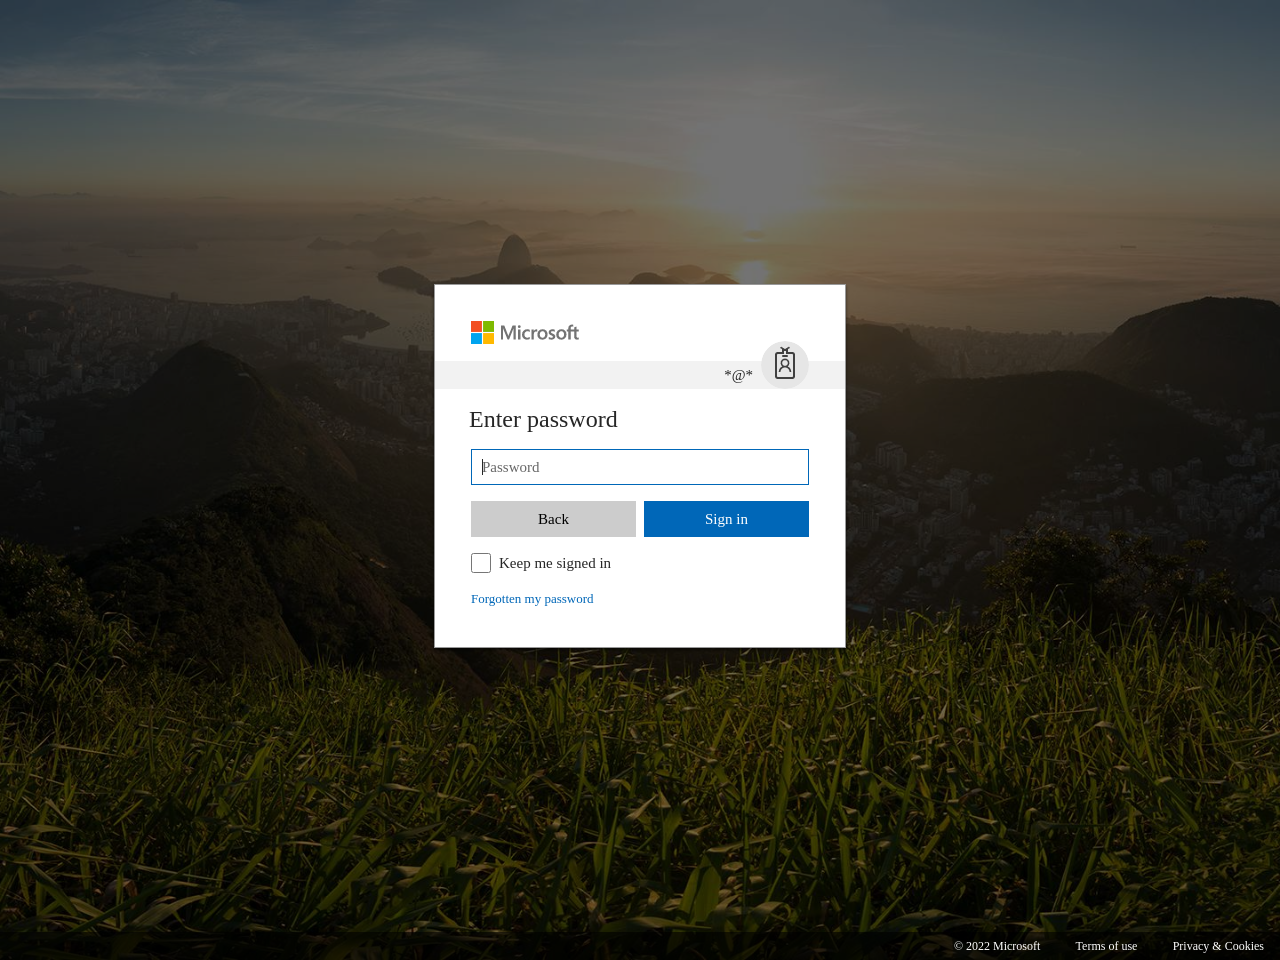 Microsoft
*@*
Enter password
Password
Back
Sign in
Keep me signed in
Forgotten my password
© 2022 Microsoft
Terms of use
Privacy & Cookies